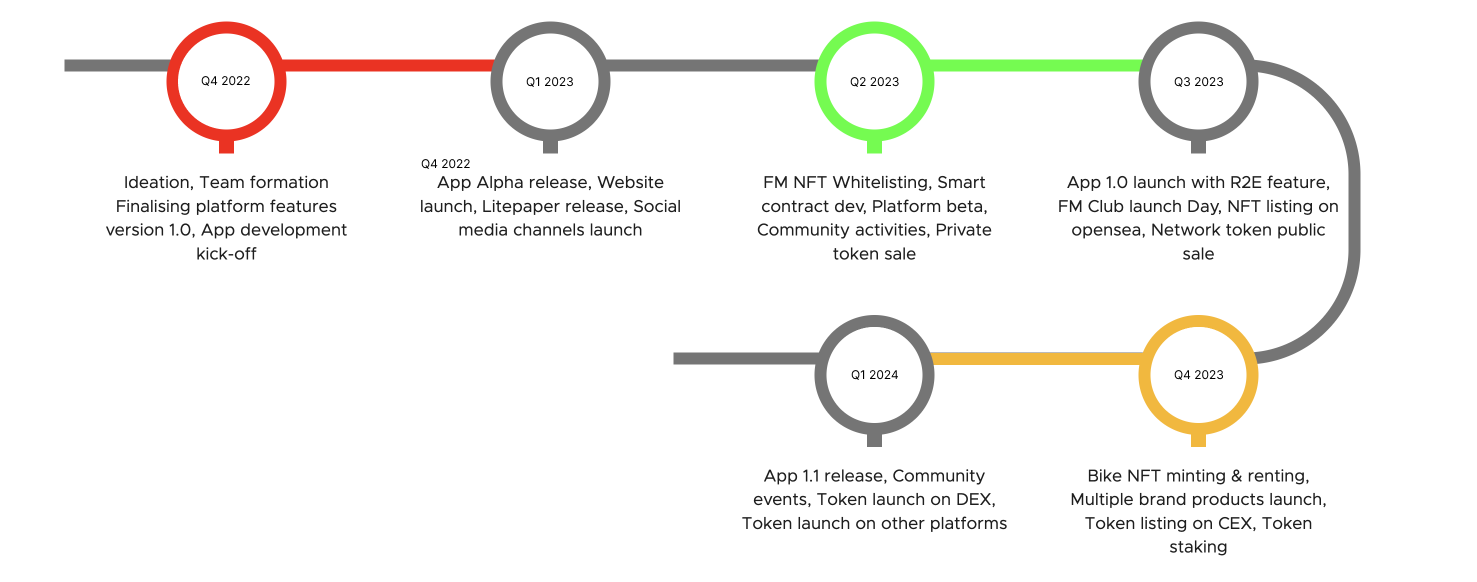 Q4 2022
Q1 2023
Q2 2023
Q3 2023
Ideation, Team formation
Finalising platform features
version 1.0, App development
kick-off
Q4 2022
App Alpha release, Website
launch, Litepaper release, Social
media channels launch
FM NFT Whitelisting, Smart
contract dev, Platform beta,
Community activities, Private
token sale
App 1.0 launch with R2E feature,
FM Club launch Day, NFT listing on
opensea, Network token public
sale
Q4 2023
Bike NFT minting & renting,
Multiple brand products launch,
Token listing on CEX, Token
staking
Q1 2024
App 1.1 release, Community
events, Token launch on DEX,
Token launch on other platforms